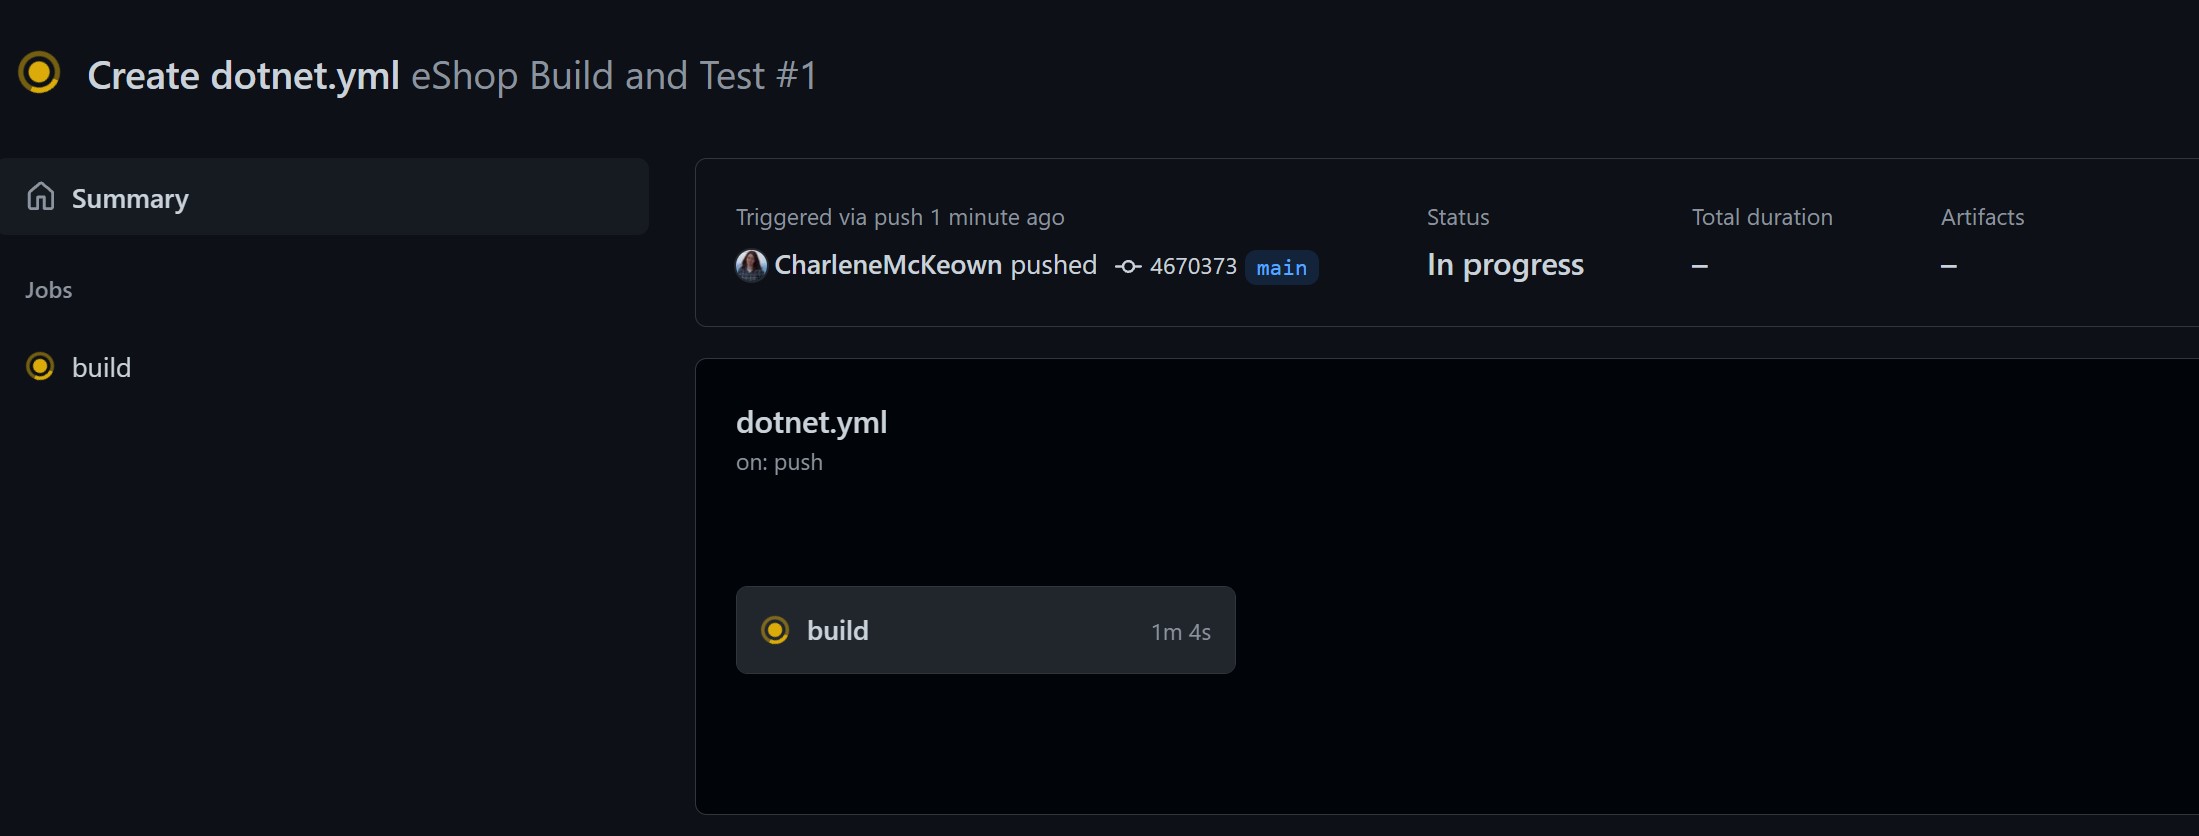 Create dotnet.yml eShop Build and Test #1
Summary
Jobs
build
Triggered via push 1 minute ago
CharleneMcKeown pushed 4670373 main
Status
In progress
Total duration
–
Artifacts
–
dotnet.yml
on: push
build 1m 4s